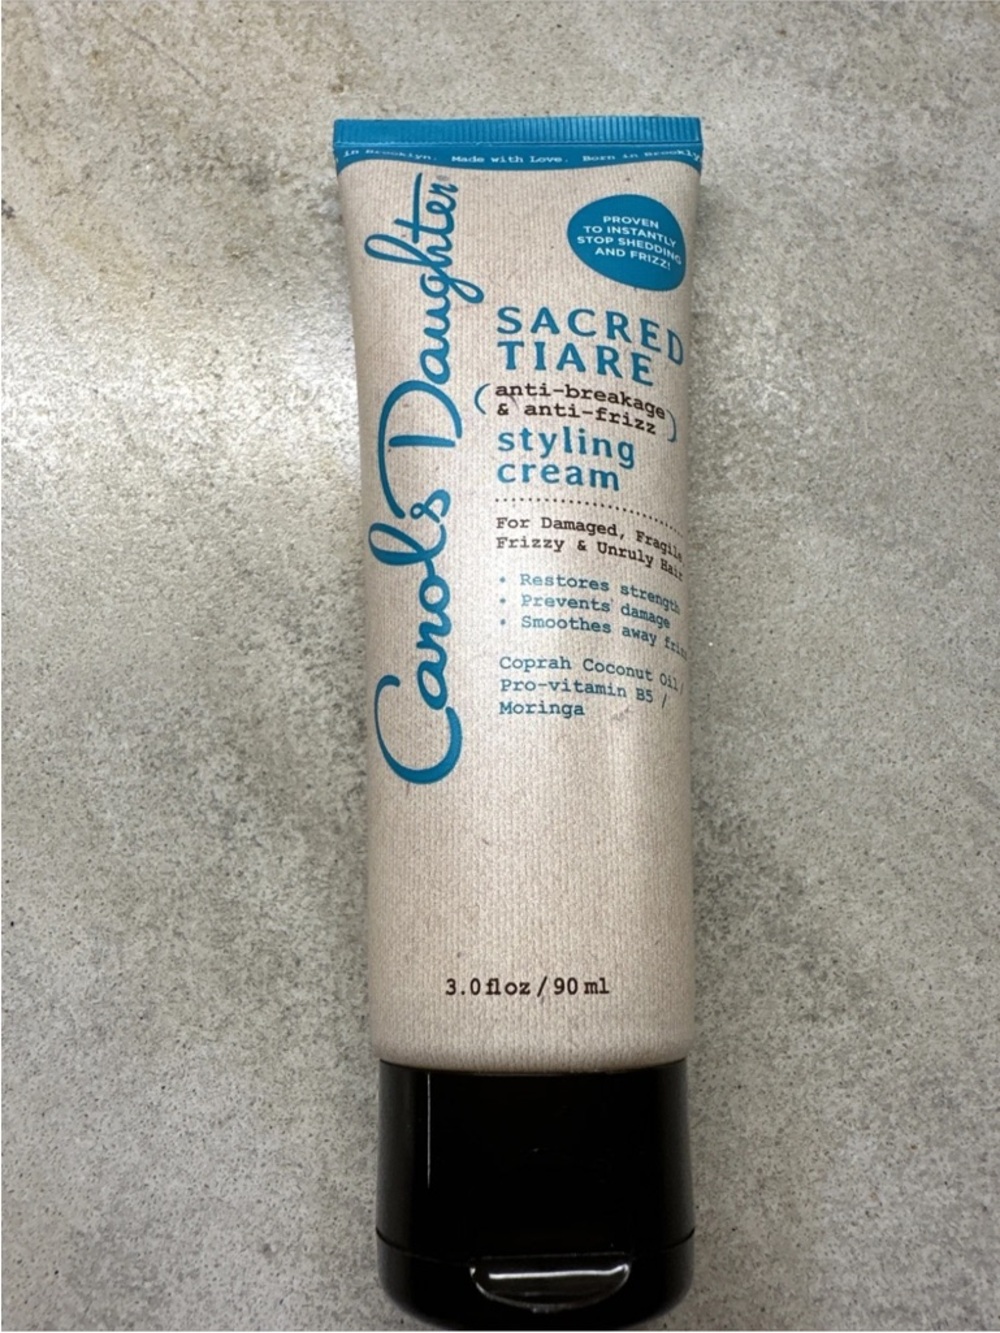 in Brooklyn. Made with Love. Born in Brooklyn
Carol's Daughter
PROVEN
TO INSTANTLY
STOP SHEDDING
AND FRIZZ!
SACRED
TIARE
(anti-breakage
& anti-frizz)
styling
cream
For Damaged, Fragile
Frizzy & Unruly Hair
• Restores strength
• Prevents damage
• Smoothes away friz
Coprah Coconut Oil/
Pro-vitamin B5 /
Moringa
3.0 fl oz / 90 ml